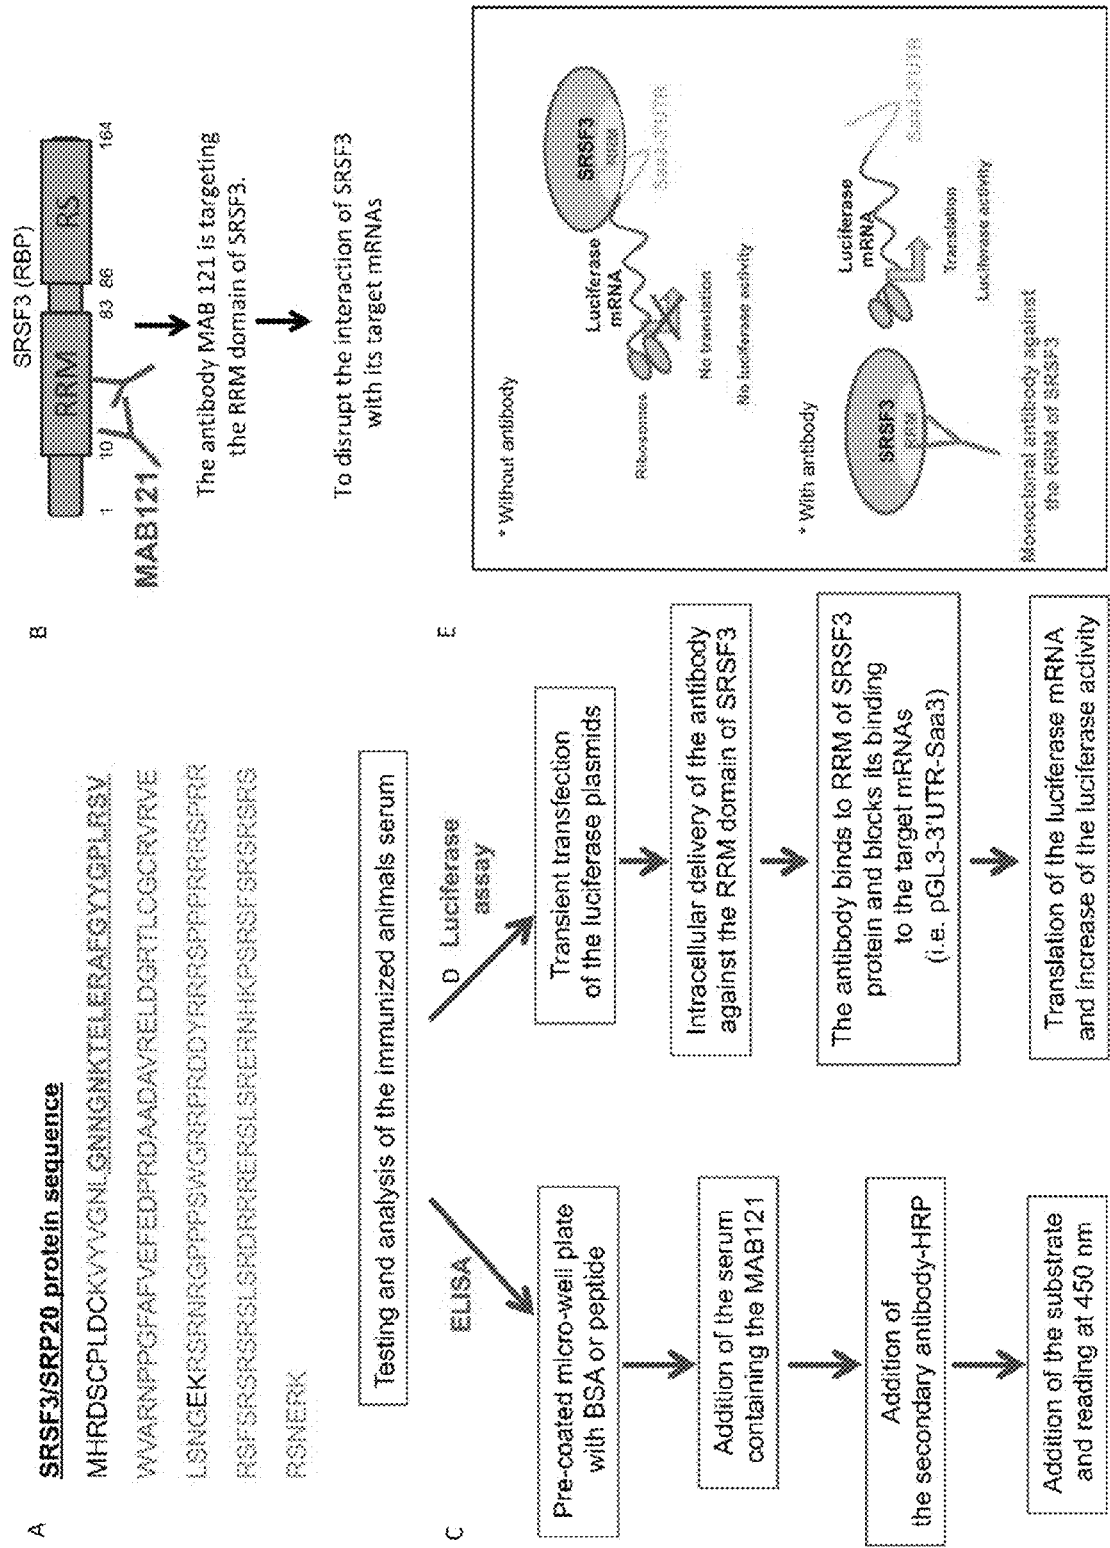 A
SRSF3/SRP20 protein sequence
MHRDSCPLDCKVYVGNLGNNGNKTELERAFGYYGPLRSV
WVARNPPGFAFVEFEDPRDAADAVRELDGRTLCGCRVRVE
LSNGEKRSRNRGPPPSWGRRPRDDYRRRSPPPRRRSPRR
RSFSRSRSRSLSRDRRRERSLSRERNHKPSRSFSRSRSRS
RSNERK
B
SRSF3 (RBP)
RRM
RS
1
10
83
86
164
MAB121
The antibody MAB 121 is targeting
the RRM domain of SRSF3.
To disrupt the interaction of SRSF3
with its target mRNAs
Testing and analysis of the immunized animals serum
C
ELISA
Pre-coated micro-well plate
with BSA or peptide
Addition of the serum
containing the MAB121
Addition of
the secondary antibody-HRP
Addition of the substrate
and reading at 450 nm
D
Luciferase
assay
Transient transfection
of the luciferase plasmids
Intracellular delivery of the antibody
against the RRM domain of SRSF3
The antibody binds to RRM of SRSF3
protein and blocks its binding
to the target mRNAs
(i.e. pGL3-3'UTR-Saa3)
Translation of the luciferase mRNA
and increase of the luciferase activity
E
* Without antibody
Ribosomes
Luciferase
mRNA
SRSF3
RRM
Saa3-3'UTR
No translation
No luciferase activity
* With antibody
SRSF3
RRM
Luciferase
mRNA
Saa3-3'UTR
Translation
Luciferase activity
Monoclonal antibody against
the RRM of SRSF3